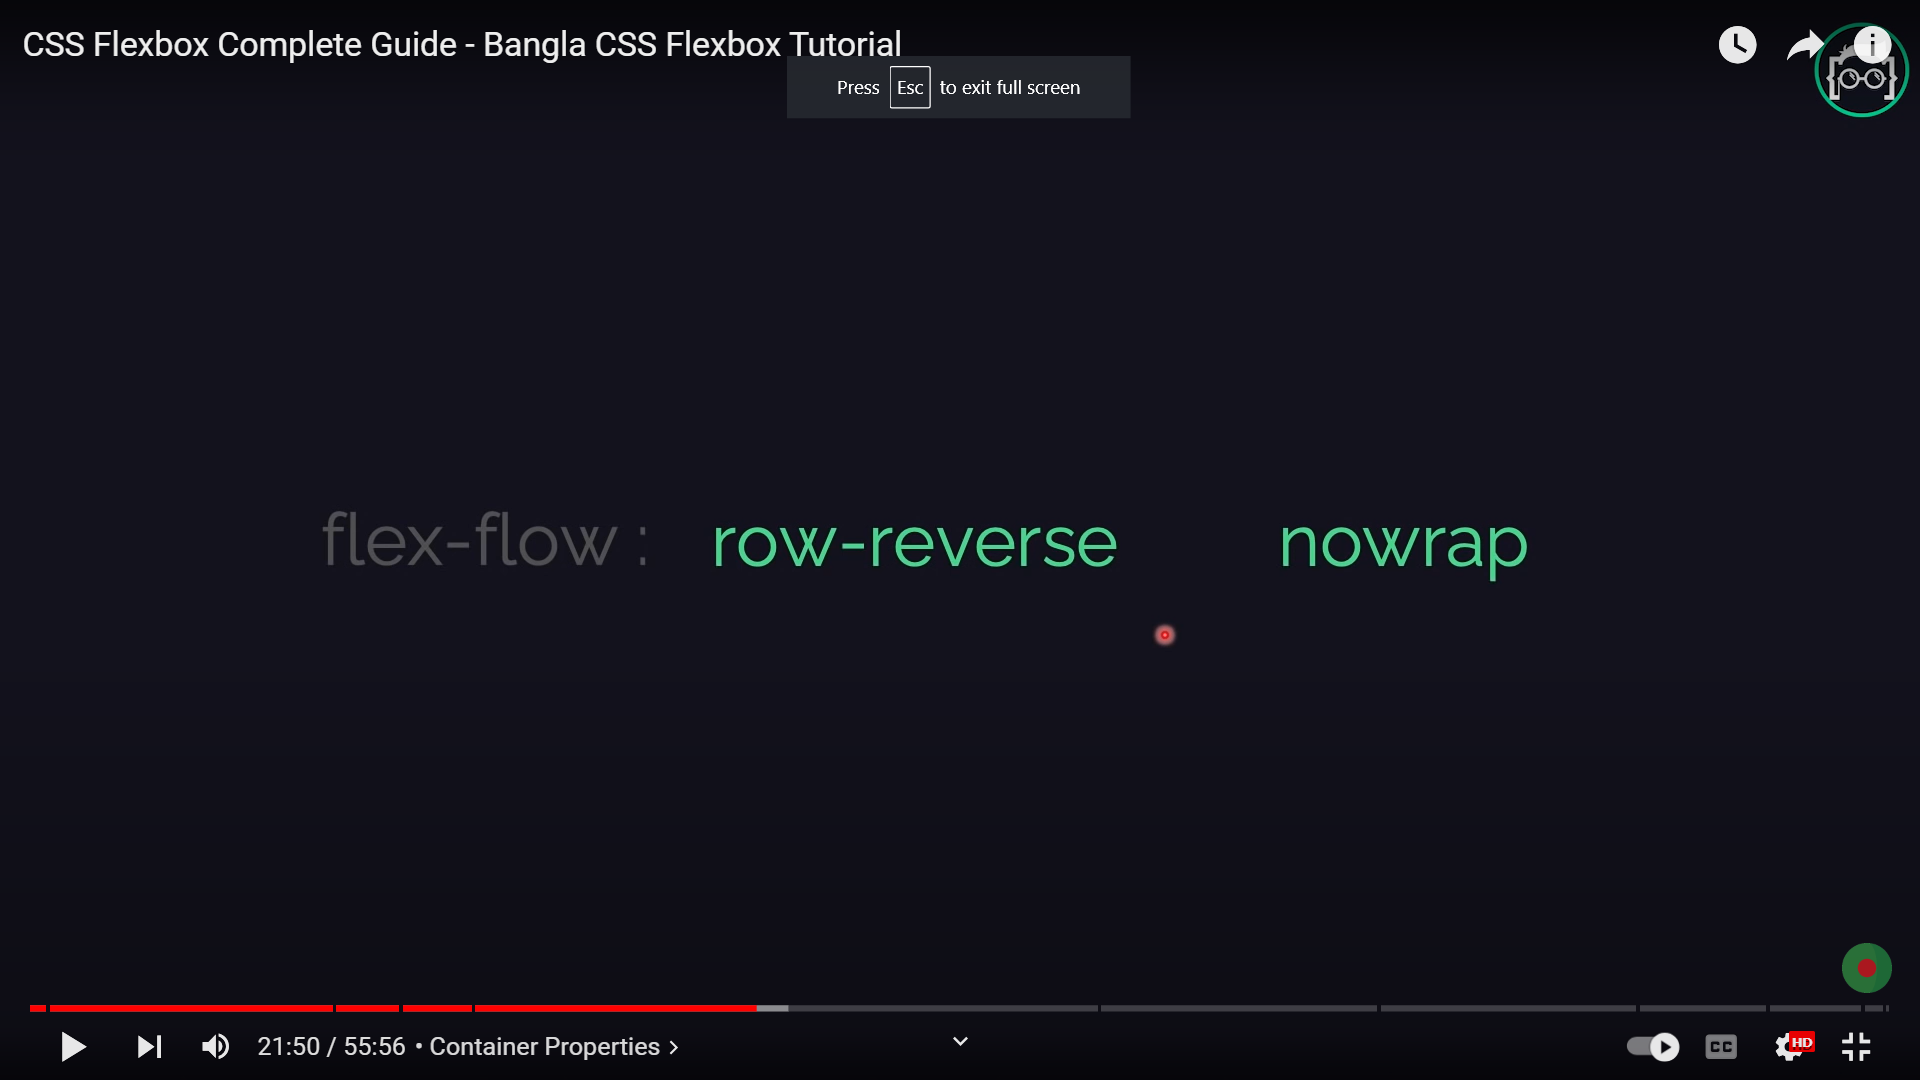 CSS Flexbox Complete Guide - Bangla CSS Flexbox Tutorial
Press Esc to exit full screen
flex-flow : row-reverse nowrap
21:50 / 55:56 • Container Properties
CC
HD